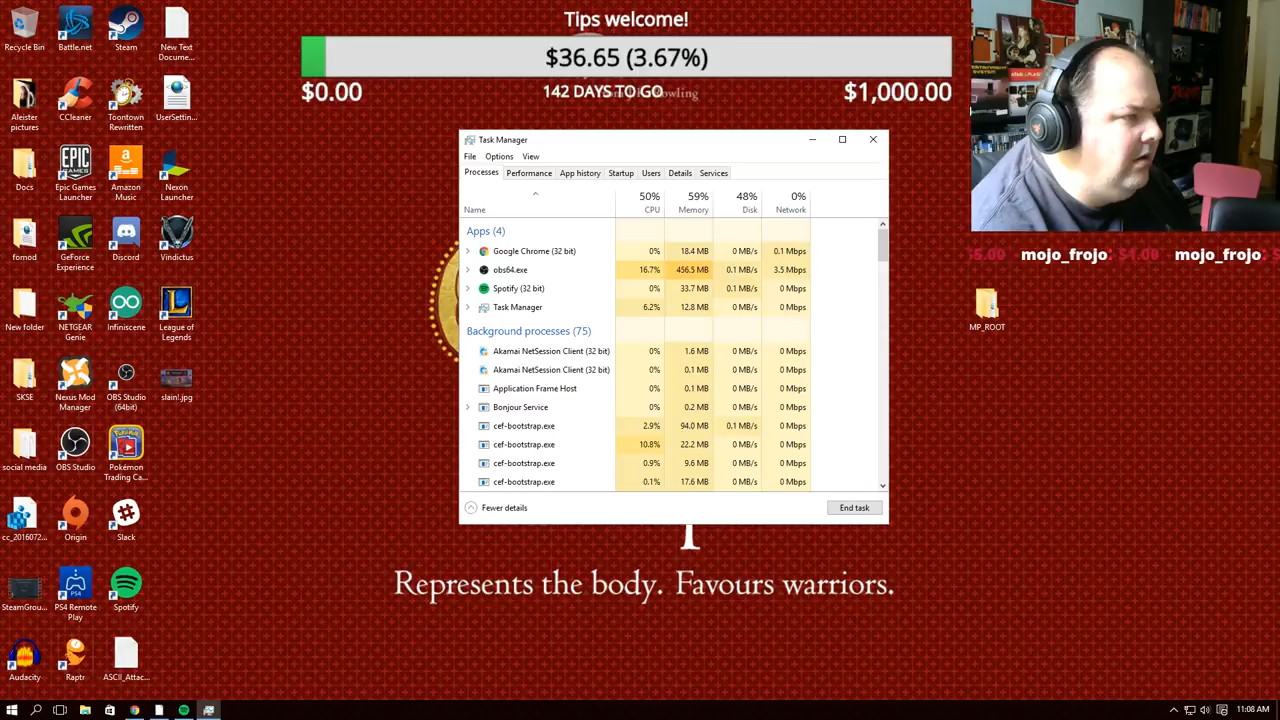 Tips welcome!
$36.65 (3.67%)
$0.00
142 DAYS TO GO
$1,000.00
Recycle Bin
Battle.net
Steam
New Text Docume...
Aleister pictures
CCleaner
Toontown Rewritten
UserSettin...
Docs
Epic Games Launcher
Amazon Music
Nexon Launcher
fomod
GeForce Experience
Discord
Vindictus
New folder
NETGEAR Genie
Infiniscene
League of Legends
SKSE
Nexus Mod Manager
OBS Studio (64bit)
slain!.jpg
social media
OBS Studio
Pokémon Trading Ca...
cc_2016072...
Origin
Slack
SteamGrou...
PS4 Remote Play
Spotify
Audacity
Raptr
ASCII_Attac...
Task Manager
File Options View
Processes Performance App history Startup Users Details Services
50% 59% 48% 0%
Name CPU Memory Disk Network
Apps (4)
Google Chrome (32 bit) 0% 18.4 MB 0 MB/s 0.1 Mbps
obs64.exe 16.7% 456.5 MB 0.1 MB/s 3.5 Mbps
Spotify (32 bit) 0% 33.7 MB 0.1 MB/s 0 Mbps
Task Manager 6.2% 12.8 MB 0 MB/s 0 Mbps
Background processes (75)
Akamai NetSession Client (32 bit) 0% 1.6 MB 0 MB/s 0 Mbps
Akamai NetSession Client (32 bit) 0% 0.1 MB 0 MB/s 0 Mbps
Application Frame Host 0% 0.1 MB 0 MB/s 0 Mbps
Bonjour Service 0% 0.2 MB 0 MB/s 0 Mbps
cef-bootstrap.exe 2.9% 94.0 MB 0.1 MB/s 0 Mbps
cef-bootstrap.exe 10.8% 22.2 MB 0 MB/s 0 Mbps
cef-bootstrap.exe 0.9% 9.6 MB 0 MB/s 0 Mbps
cef-bootstrap.exe 0.1% 17.6 MB 0 MB/s 0 Mbps
Fewer details
End task
$5.00 mojo_frojo: $1.00 mojo_frojo: $
MP_ROOT
Represents the body. Favours warriors.
11:08 AM